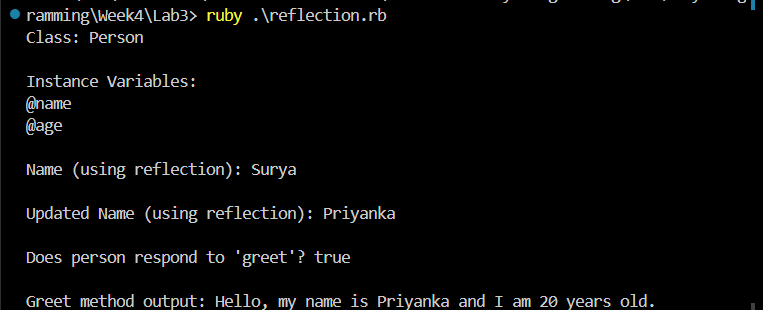 ramming\Week4\Lab3> ruby .\reflection.rb
Class: Person
Instance Variables:
@name
@age
Name (using reflection): Surya
Updated Name (using reflection): Priyanka
Does person respond to 'greet'? true
Greet method output: Hello, my name is Priyanka and I am 20 years old.